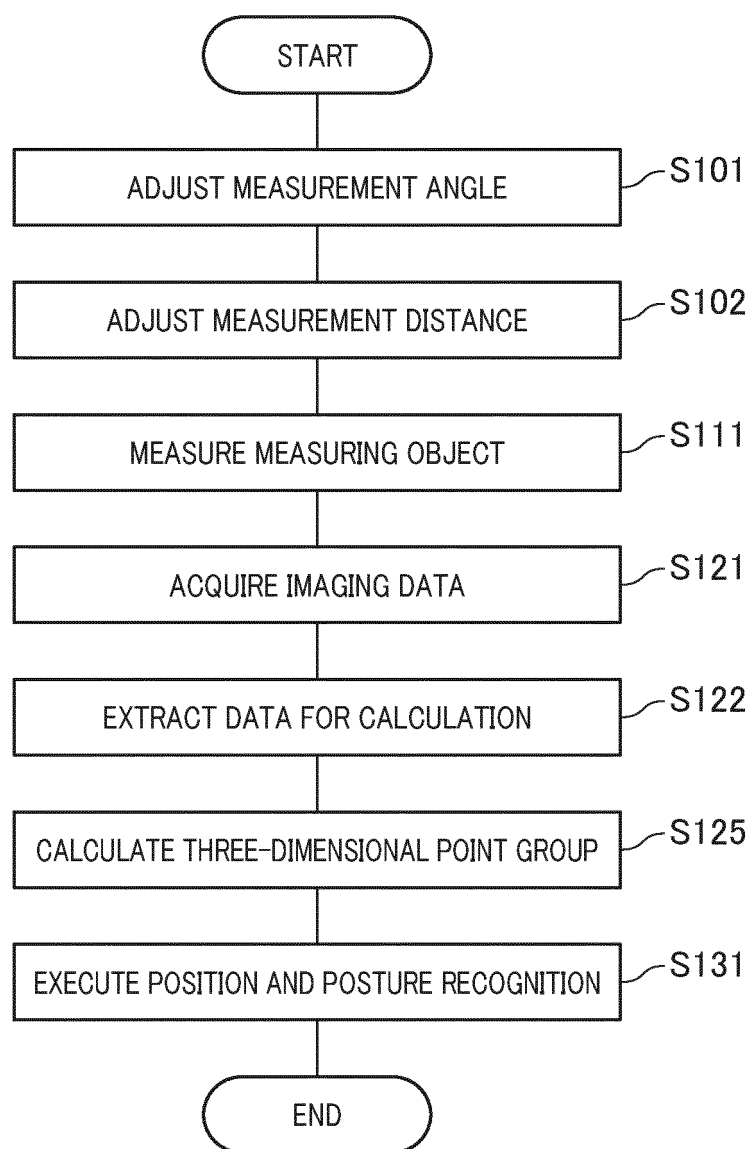 START
ADJUST MEASUREMENT ANGLE
S101
ADJUST MEASUREMENT DISTANCE
S102
MEASURE MEASURING OBJECT
S111
ACQUIRE IMAGING DATA
S121
EXTRACT DATA FOR CALCULATION
S122
CALCULATE THREE-DIMENSIONAL POINT GROUP
S125
EXECUTE POSITION AND POSTURE RECOGNITION
S131
END